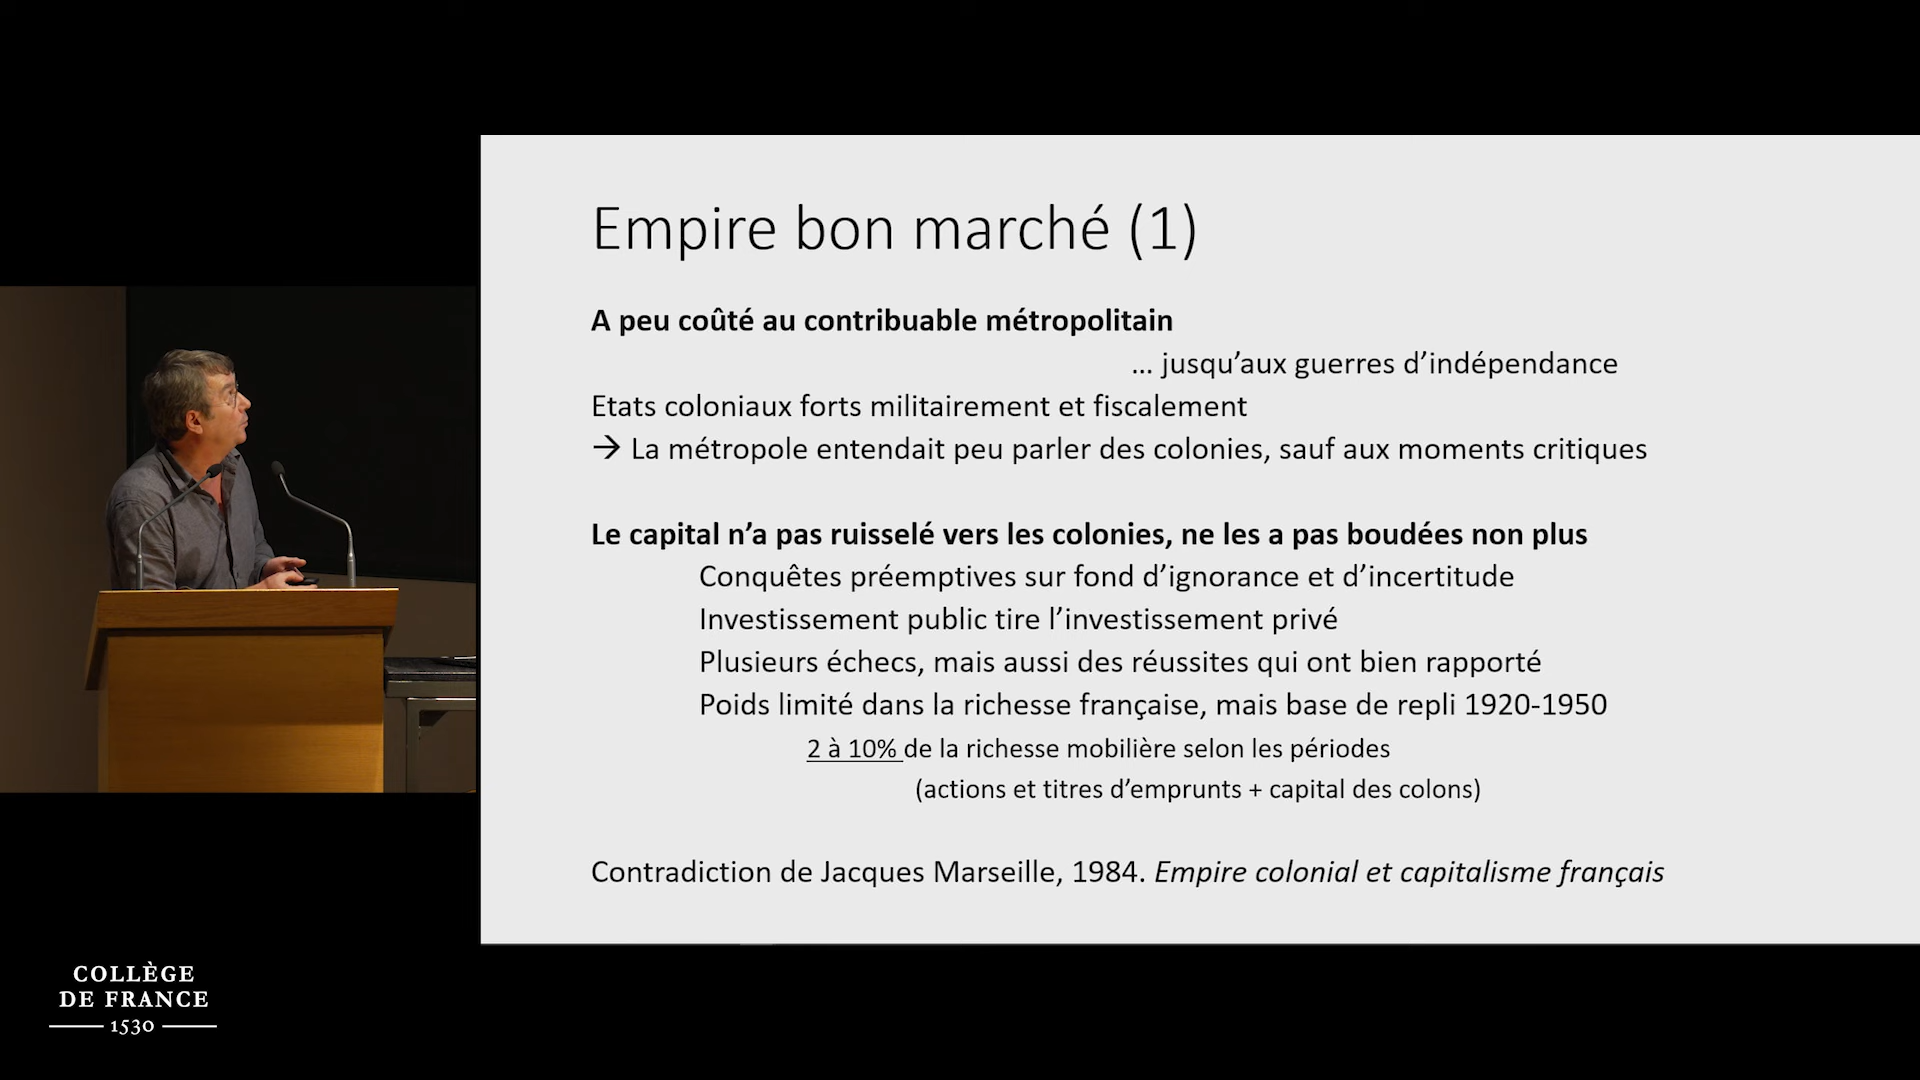 Empire bon marché (1)
A peu coûté au contribuable métropolitain
… jusqu’aux guerres d’indépendance
Etats coloniaux forts militairement et fiscalement
→ La métropole entendait peu parler des colonies, sauf aux moments critiques
Le capital n’a pas ruisselé vers les colonies, ne les a pas boudées non plus
Conquêtes préemptives sur fond d’ignorance et d’incertitude
Investissement public tire l’investissement privé
Plusieurs échecs, mais aussi des réussites qui ont bien rapporté
Poids limité dans la richesse française, mais base de repli 1920-1950
2 à 10% de la richesse mobilière selon les périodes
(actions et titres d’emprunts + capital des colons)
Contradiction de Jacques Marseille, 1984. Empire colonial et capitalisme français
COLLÈGE
DE FRANCE
1530